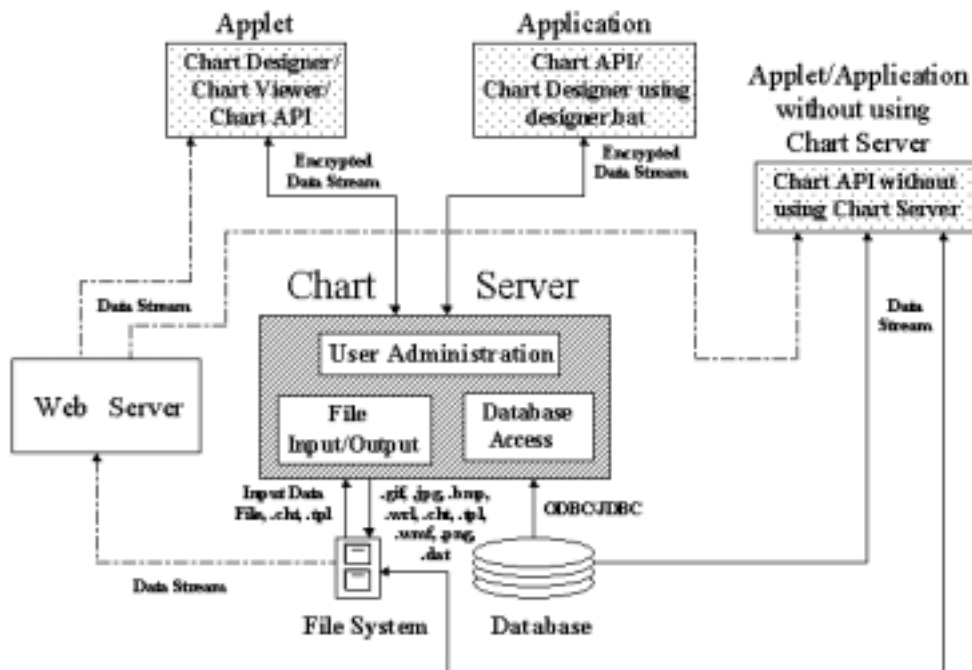 Applet
Chart Designer/
Chart Viewer/
Chart API
Application
Chart API/
Chart Designer using
designer.bat
Applet/Application
without using
Chart Server
Chart API without
using Chart Server
Encrypted
Data Stream
Encrypted
Data Stream
Data Stream
Data
Stream
Chart Server
User Administration
File
Input/Output
Database
Access
Web Server
Input Data
File, .cht, .tpl
.gif, .jpg, .bmp,
.wrl, .cht, .tpl,
.wmf, .png,
.dat
ODBC/JDBC
Data Stream
File System
Database